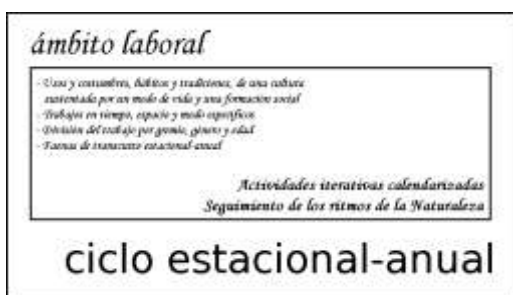 ámbito laboral
- Usos y costumbres, hábitos y tradiciones, de una cultura
sustentada por un modo de vida y una formación social
- Trabajos en tiempo, espacio y modo específicos
- División del trabajo por gremio, género y edad
- Faenas de transcurso estacional-anual
Actividades iterativas calendarizadas
Seguimiento de los ritmos de la Naturaleza
ciclo estacional-anual